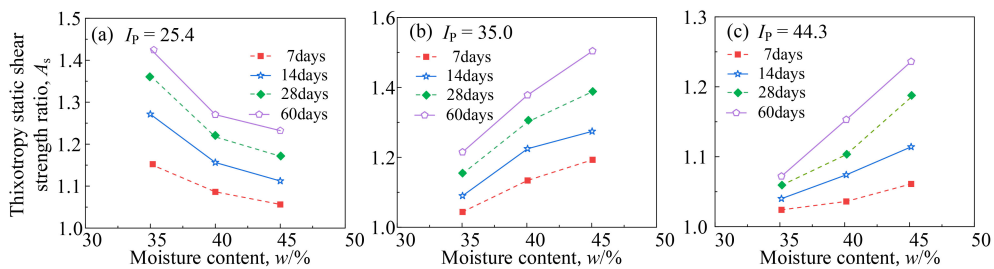 Thixotropy static shear
strength ratio, Aₛ
(a) I_P = 25.4
7days
14days
28days
60days
1.5
1.4
1.3
1.2
1.1
1.0
30 35 40 45 50
Moisture content, w/%
(b) I_P = 35.0
7days
14days
28days
60days
1.6
1.4
1.2
1.0
30 35 40 45 50
Moisture content, w/%
(c) I_P = 44.3
7days
14days
28days
60days
1.3
1.2
1.1
1.0
30 35 40 45 50
Moisture content, w/%